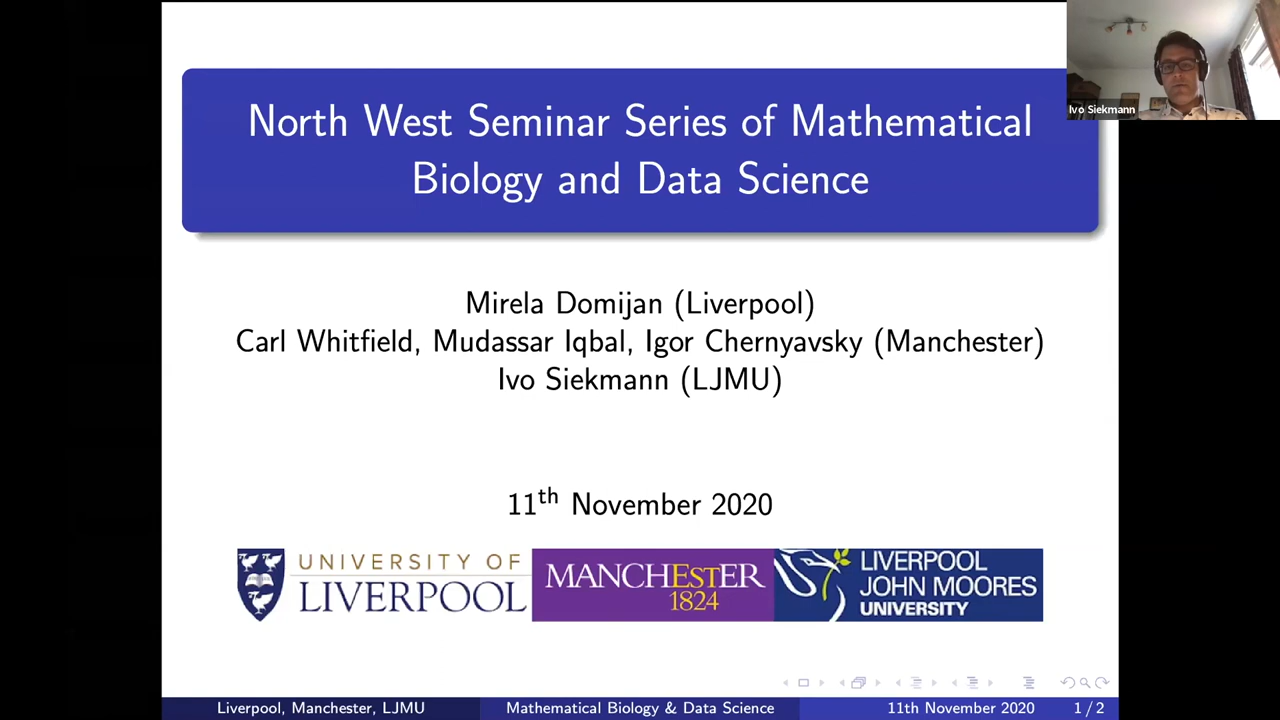 North West Seminar Series of Mathematical
Biology and Data Science
Ivo Siekmann
Mirela Domijan (Liverpool)
Carl Whitfield, Mudassar Iqbal, Igor Chernyavsky (Manchester)
Ivo Siekmann (LJMU)
11th November 2020
UNIVERSITY OF
LIVERPOOL
MANCHESTER
1824
LIVERPOOL
JOHN MOORES
UNIVERSITY
Liverpool, Manchester, LJMU
Mathematical Biology & Data Science
11th November 2020
1/2